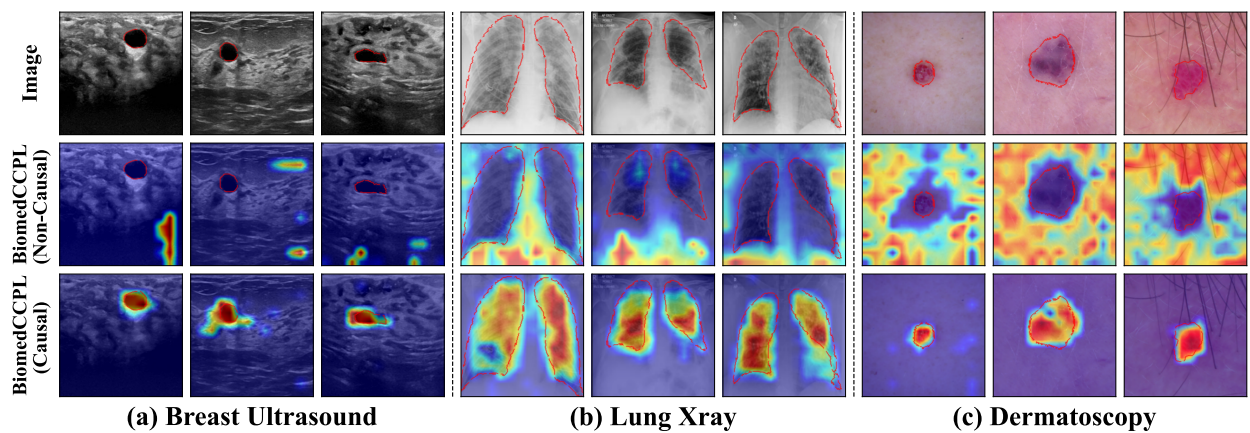 Image
BiomedCCPL
(Non-Causal)
BiomedCCPL
(Causal)
(a) Breast Ultrasound
(b) Lung Xray
(c) Dermatoscopy